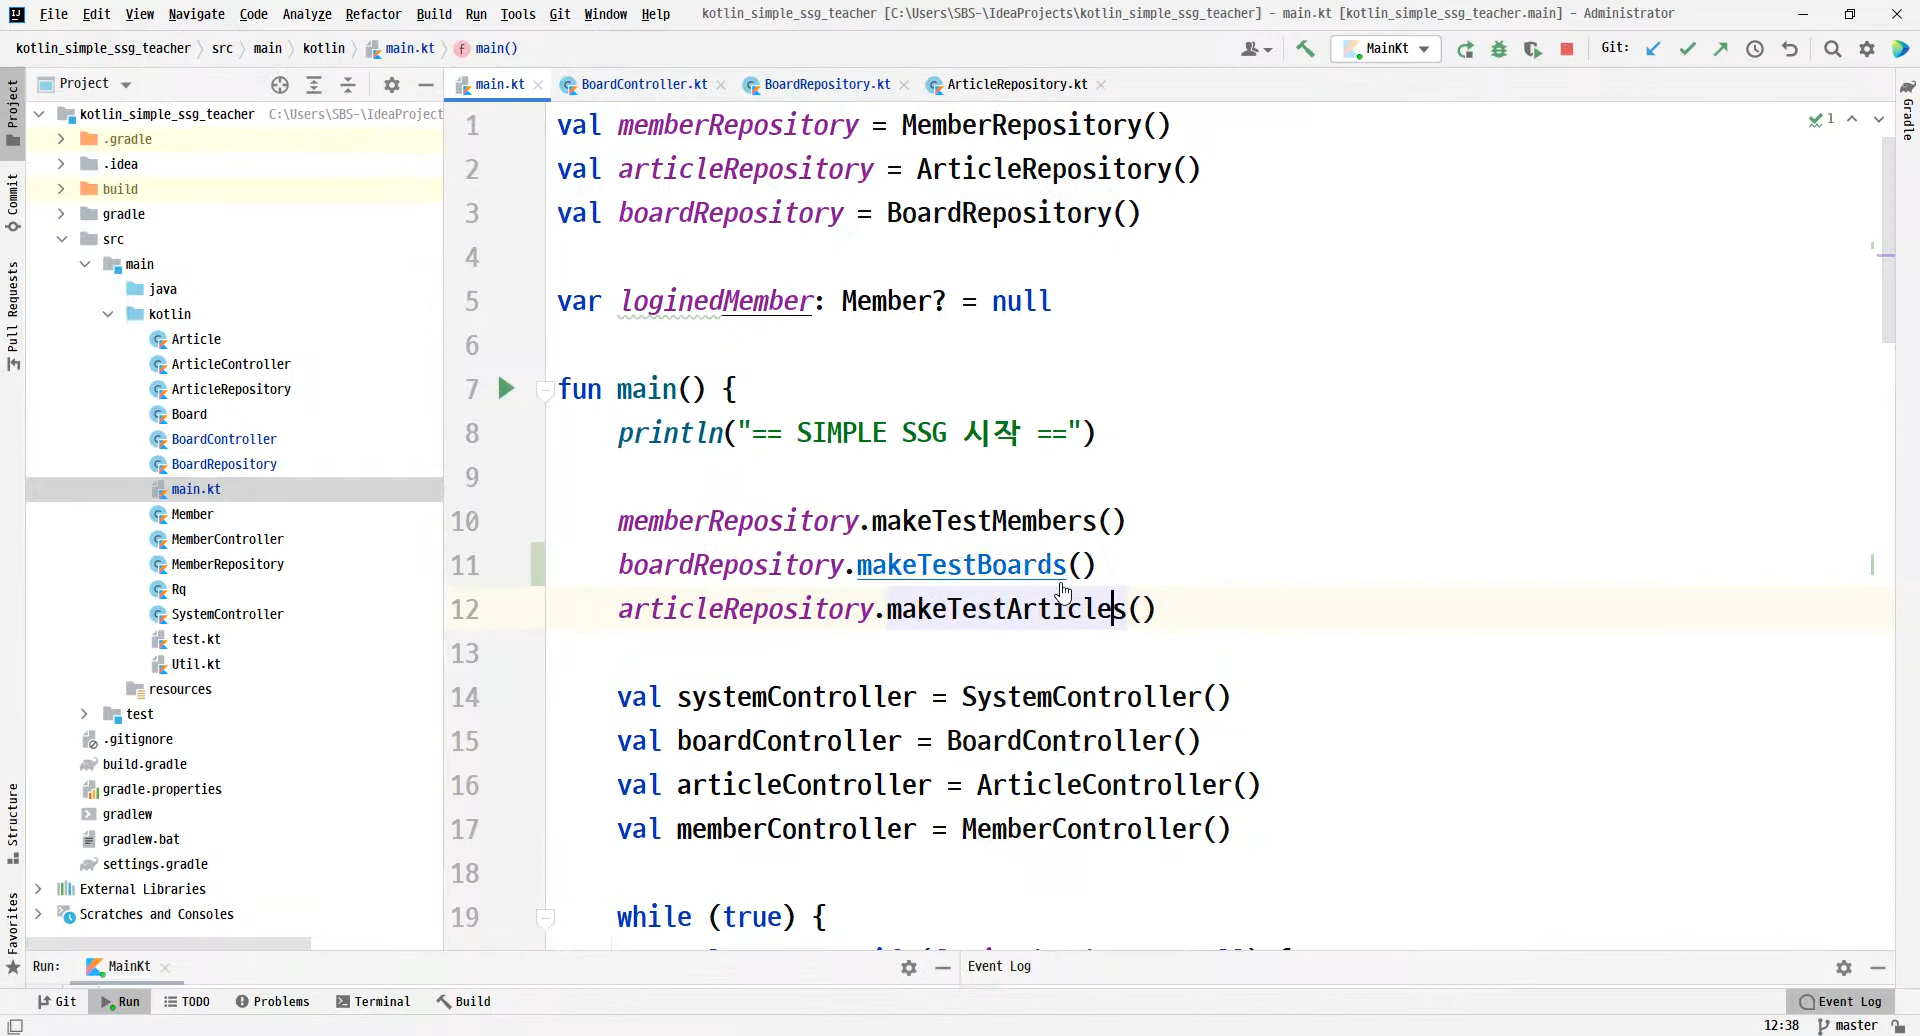 File Edit View Navigate Code Analyze Refactor Build Run Tools Git Window Help kotlin_simple_ssg_teacher [C:\Users\SBS-\IdeaProjects\kotlin_simple_ssg_teacher] - main.kt [kotlin_simple_ssg_teacher.main] - Administrator
kotlin_simple_ssg_teacher src main kotlin main.kt main() MainKt Git:
Project main.kt BoardController.kt BoardRepository.kt ArticleRepository.kt
kotlin_simple_ssg_teacher C:\Users\SBS-\IdeaProject
.gradle
.idea
build
gradle
src
main
java
kotlin
Article
ArticleController
ArticleRepository
Board
BoardController
BoardRepository
main.kt
Member
MemberController
MemberRepository
Rq
SystemController
test.kt
Util.kt
resources
test
.gitignore
build.gradle
gradle.properties
gradlew
gradlew.bat
settings.gradle
External Libraries
Scratches and Consoles
Project
Commit
Pull Requests
Structure
Favorites
1 val memberRepository = MemberRepository()
2 val articleRepository = ArticleRepository()
3 val boardRepository = BoardRepository()
4
5 var loginedMember: Member? = null
6
7 fun main() {
8 println("== SIMPLE SSG 시작 ==")
9
10 memberRepository.makeTestMembers()
11 boardRepository.makeTestBoards()
12 articleRepository.makeTestArticles()
13
14 val systemController = SystemController()
15 val boardController = BoardController()
16 val articleController = ArticleController()
17 val memberController = MemberController()
18
19 while (true) {
1
Gradle
Run: MainKt Event Log
Git Run TODO Problems Terminal Build Event Log
12:38 master